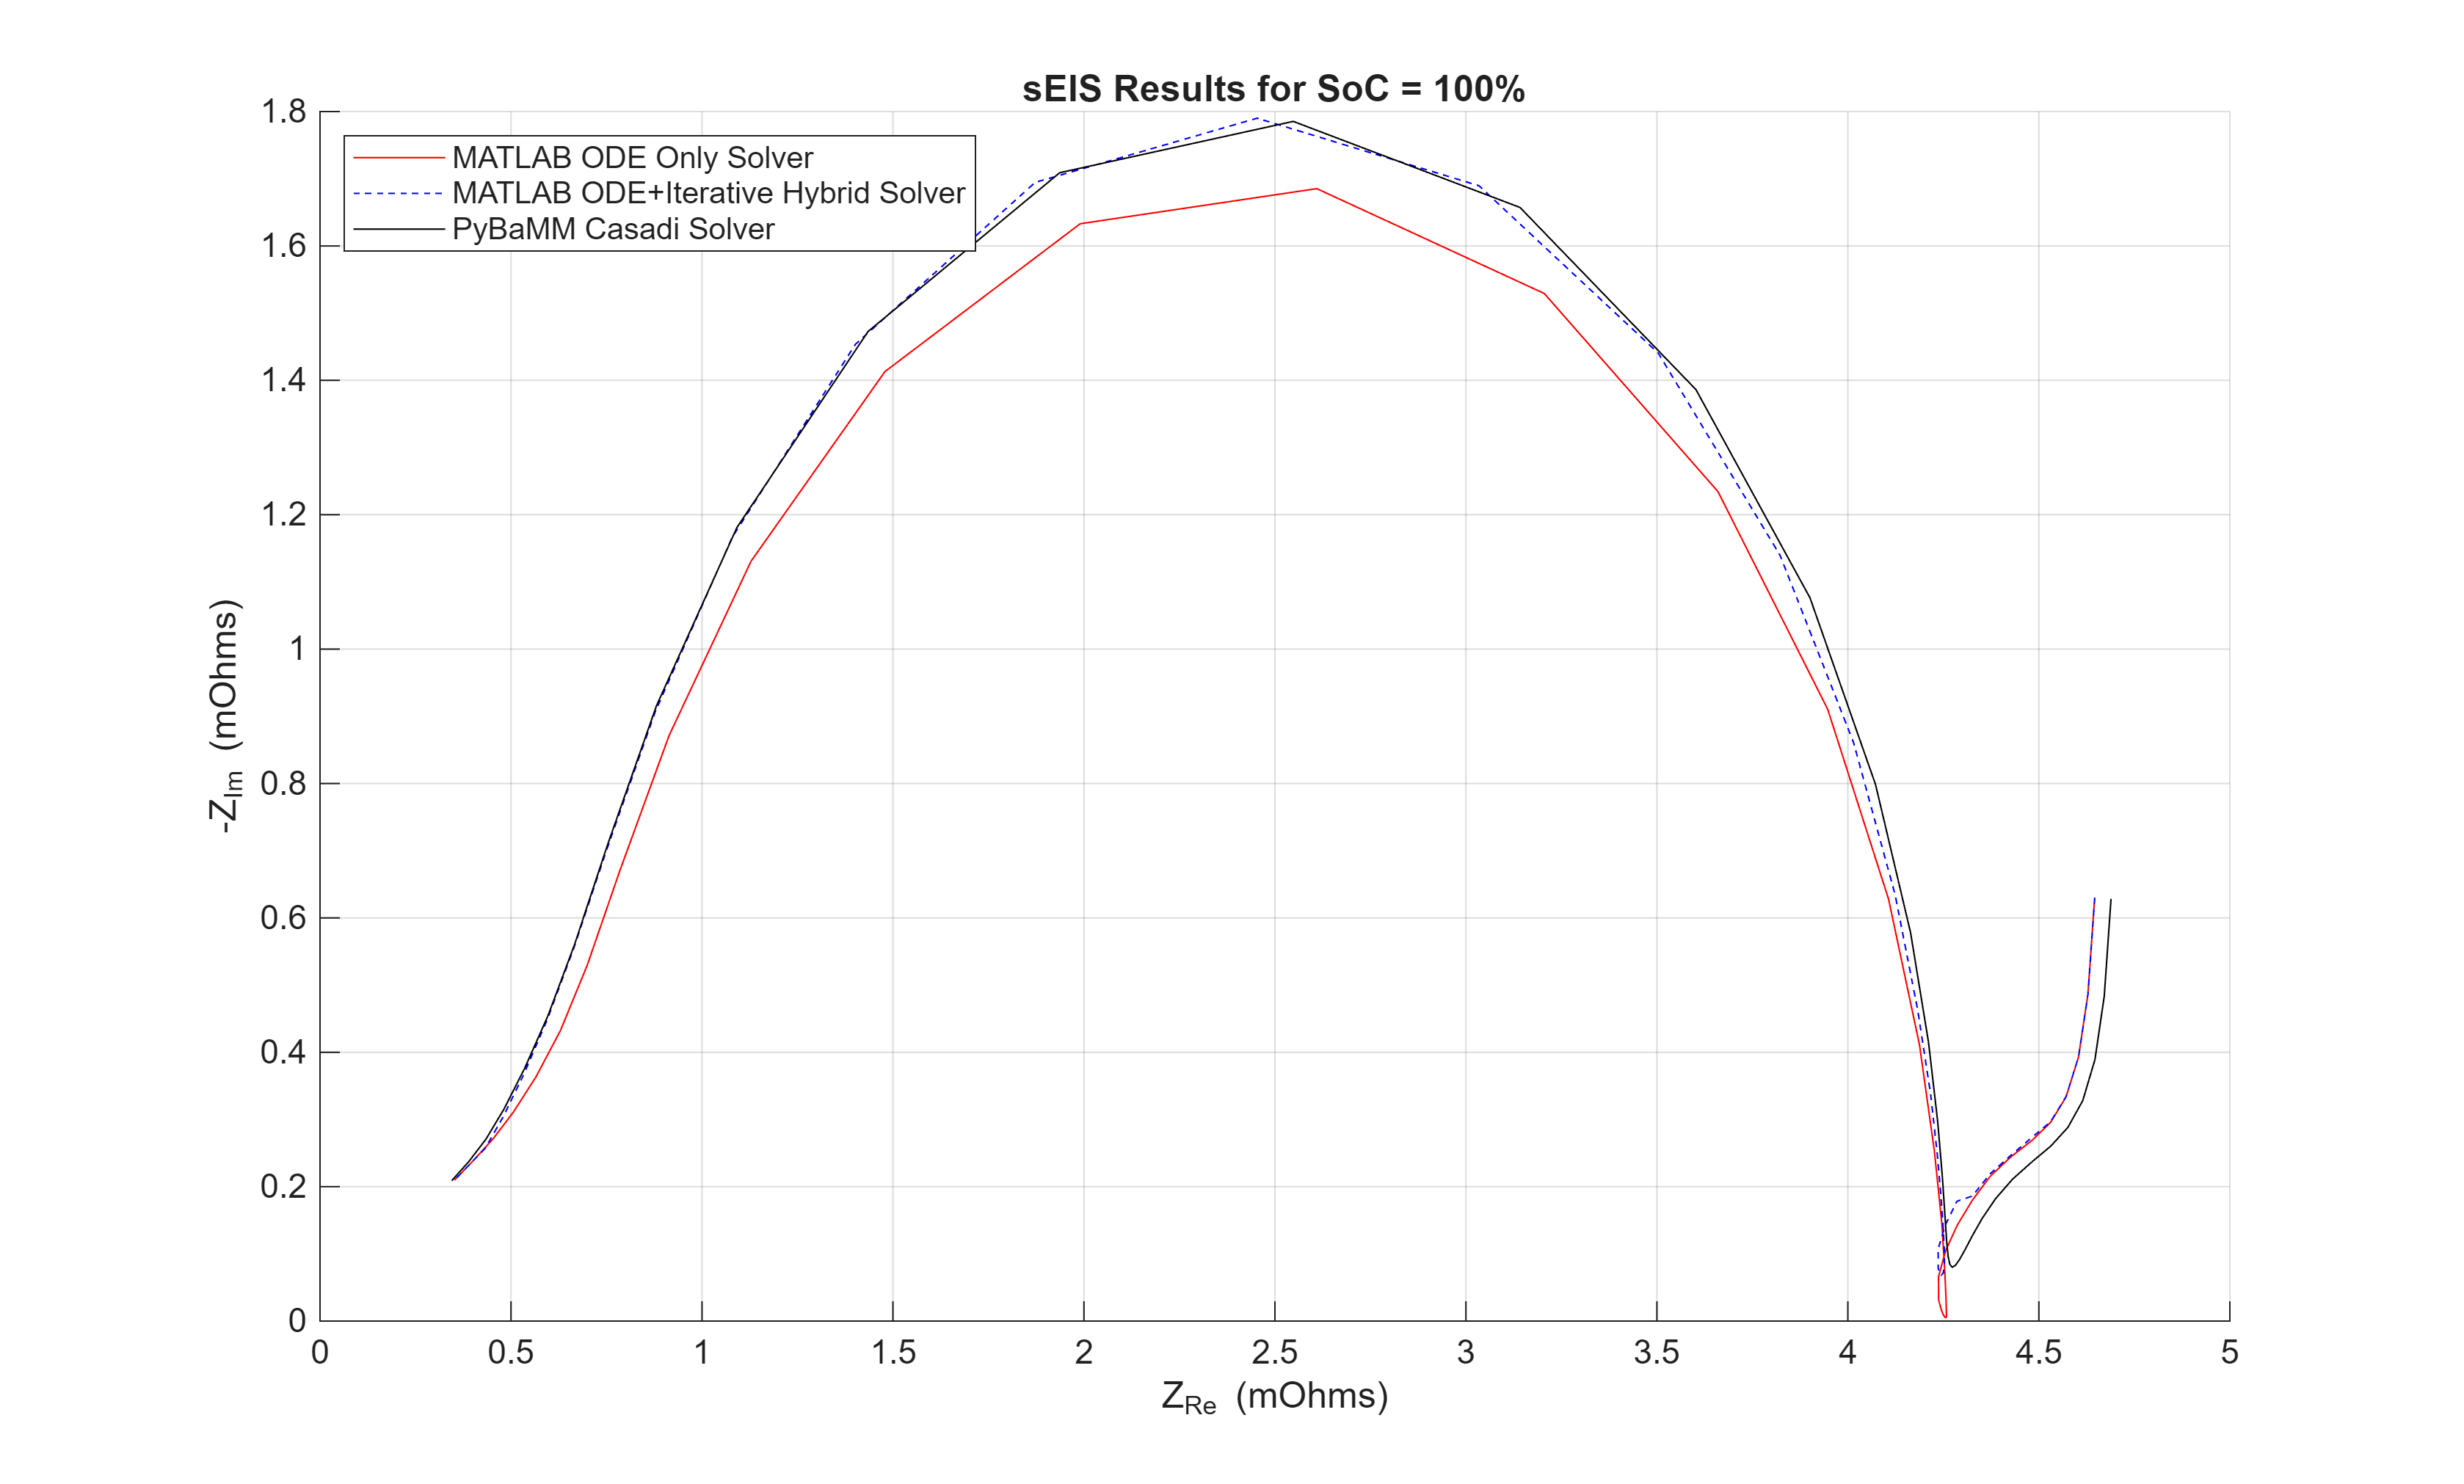 sEIS Results for SoC = 100%
MATLAB ODE Only Solver
MATLAB ODE+Iterative Hybrid Solver
PyBaMM Casadi Solver
1.8
1.6
1.4
1.2
1
0.8
0.6
0.4
0.2
0
-Z_Im (mOhms)
0 0.5 1 1.5 2 2.5 3 3.5 4 4.5 5
Z_Re (mOhms)